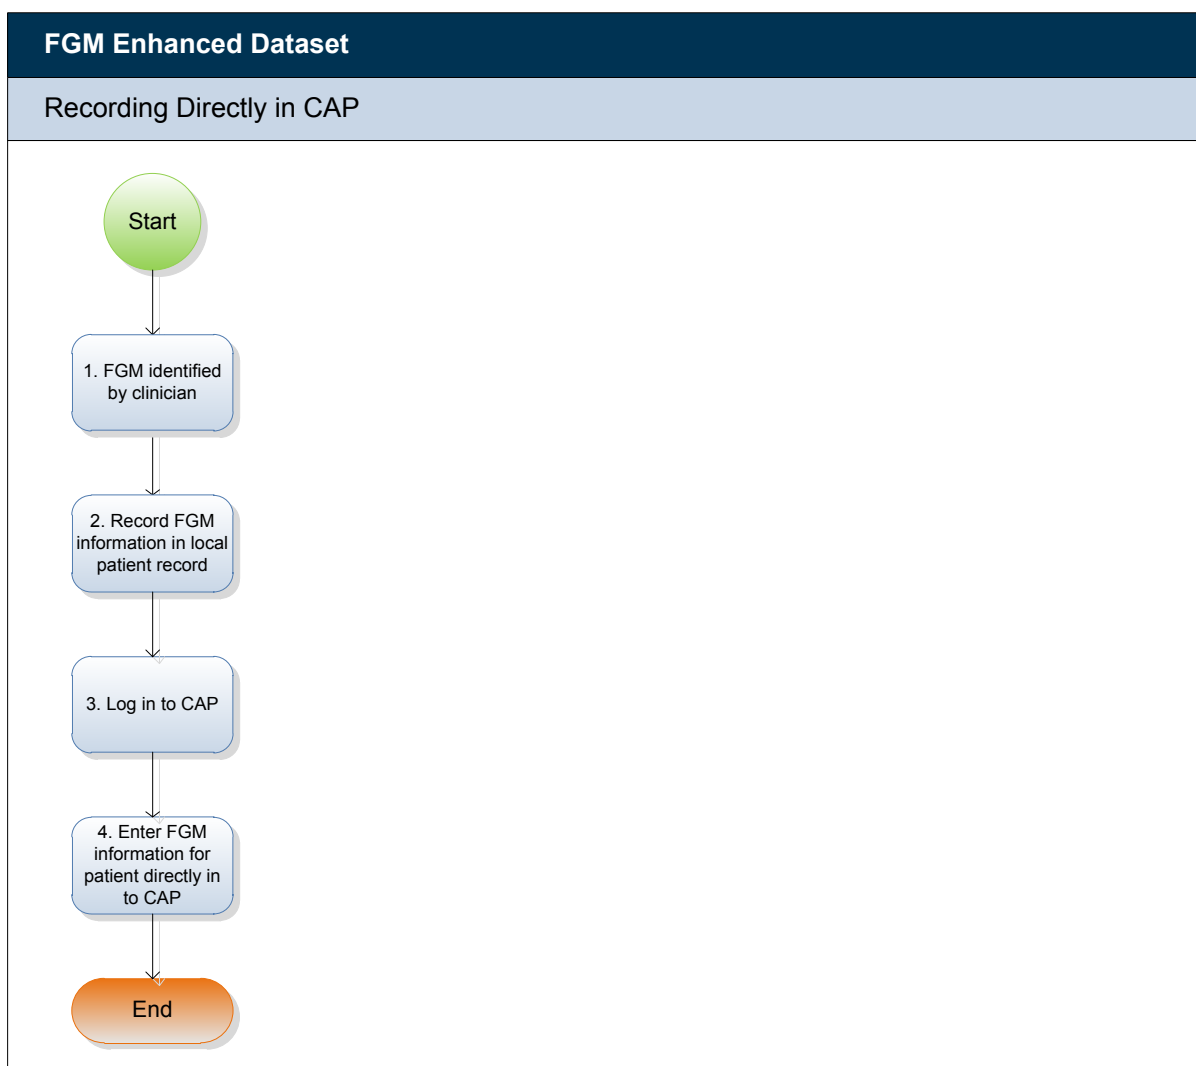 FGM Enhanced Dataset
Recording Directly in CAP
Start
1. FGM identified
by clinician
2. Record FGM
information in local
patient record
3. Log in to CAP
4. Enter FGM
information for
patient directly in
to CAP
End